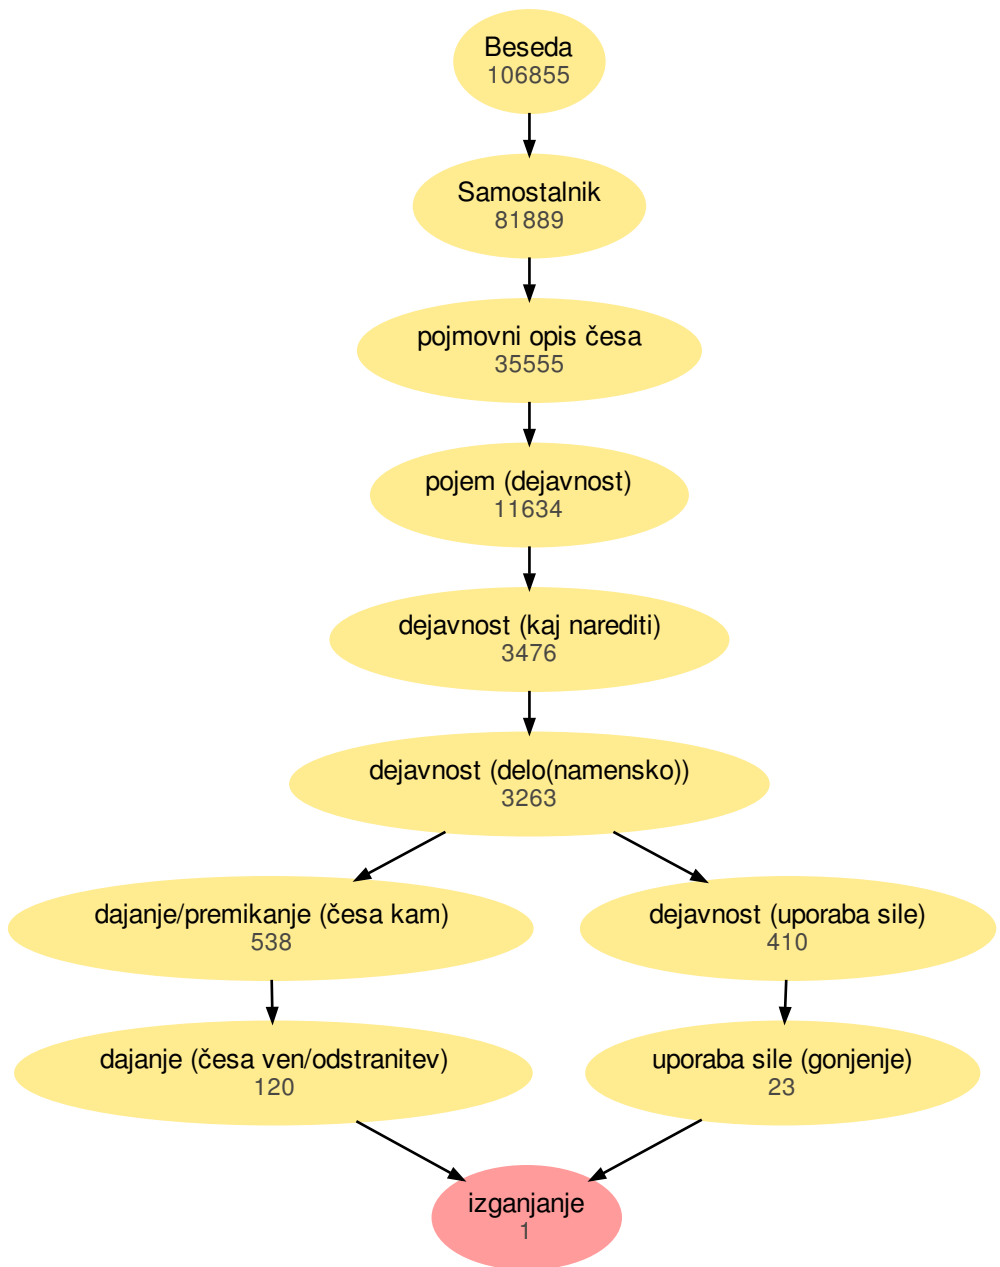 Beseda
106855
Samostalnik
81889
pojmovni opis česa
35555
pojem (dejavnost)
11634
dejavnost (kaj narediti)
3476
dejavnost (delo(namensko))
3263
dajanje/premikanje (česa kam)
538
dejavnost (uporaba sile)
410
dajanje (česa ven/odstranitev)
120
uporaba sile (gonjenje)
23
izganjanje
1